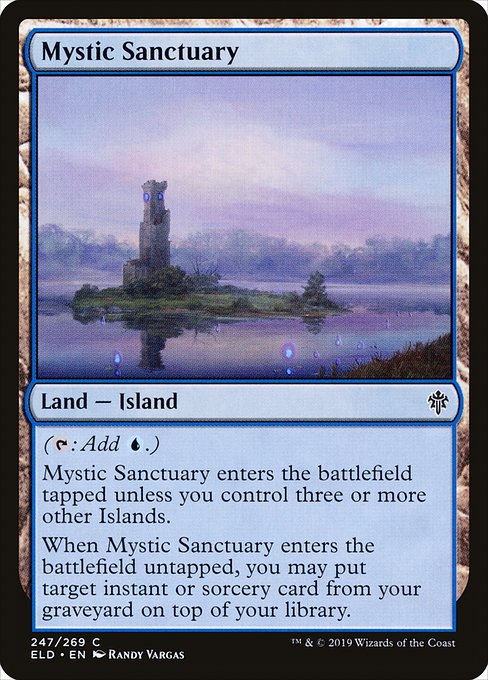 Mystic Sanctuary
Land — Island
( : Add .)
Mystic Sanctuary enters the battlefield
tapped unless you control three or more
other Islands.
When Mystic Sanctuary enters the
battlefield untapped, you may put
target instant or sorcery card from your
graveyard on top of your library.
247/269 C
ELD • EN Randy Vargas
™ & © 2019 Wizards of the Coast